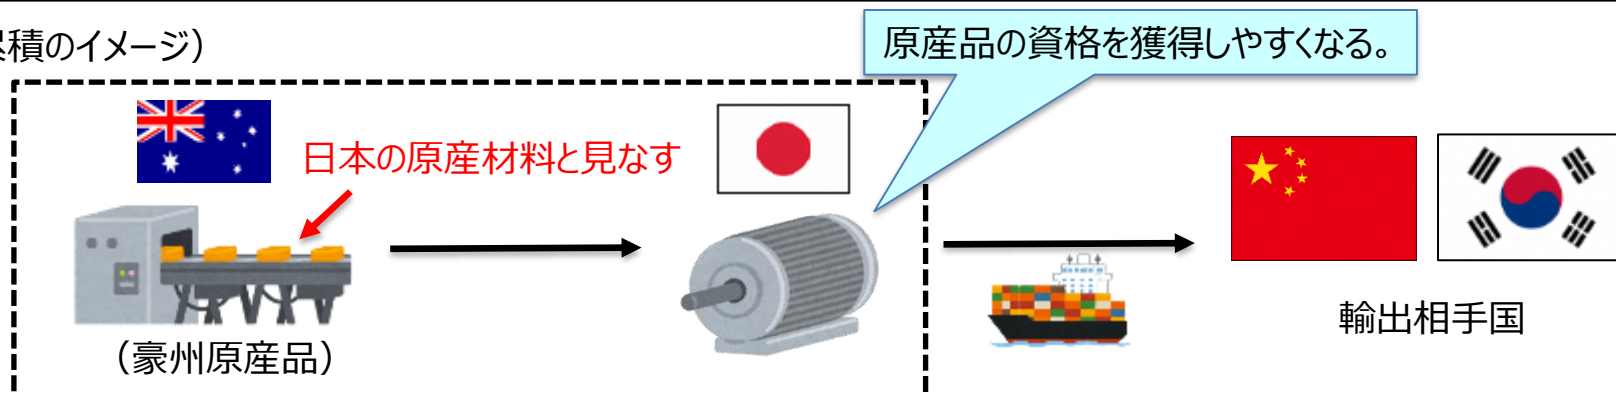 累積のイメージ）
原産品の資格を獲得しやすくなる。
日本の原産材料と見なす
（豪州原産品）
輸出相手国